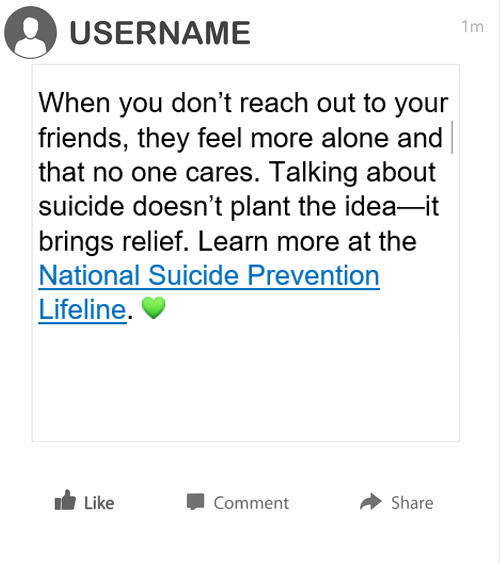 USERNAME
1m
When you don’t reach out to your
friends, they feel more alone and
that no one cares. Talking about
suicide doesn’t plant the idea—it
brings relief. Learn more at the
National Suicide Prevention
Lifeline. 💚
Like
Comment
Share